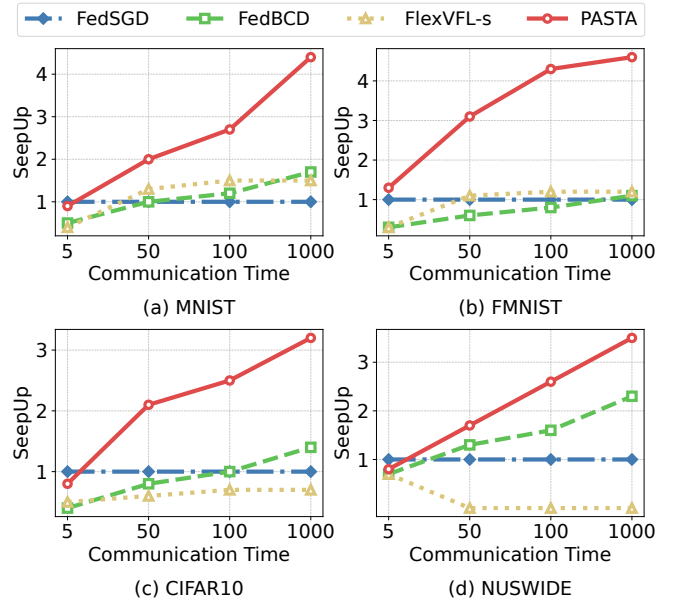 FedSGD FedBCD FlexVFL-s PASTA
4
3
2
1
SeepUp
5 50 100 1000
Communication Time
(a) MNIST
4
3
2
1
SeepUp
5 50 100 1000
Communication Time
(b) FMNIST
3
2
1
SeepUp
5 50 100 1000
Communication Time
(c) CIFAR10
3
2
1
SeepUp
5 50 100 1000
Communication Time
(d) NUSWIDE